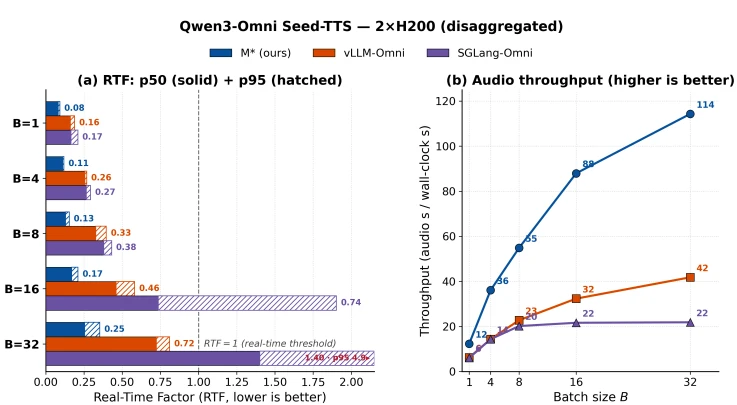 Qwen3-Omni Seed-TTS — 2×H200 (disaggregated)
M* (ours) vLLM-Omni SGLang-Omni
(a) RTF: p50 (solid) + p95 (hatched)
B=1
0.08
0.16
0.17
B=4
0.11
0.26
0.27
B=8
0.13
0.33
0.38
B=16
0.17
0.46
0.74
B=32
0.25
0.72
RTF = 1 (real-time threshold)
1.40 · p95 4.9▸
0.00 0.25 0.50 0.75 1.00 1.25 1.50 1.75 2.00
Real-Time Factor (RTF, lower is better)
(b) Audio throughput (higher is better)
Throughput (audio s / wall-clock s)
120
100
80
60
40
20
0
114
88
55
36
12
42
32
23
14
6
22
22
20
1 4 8 16 32
Batch size B